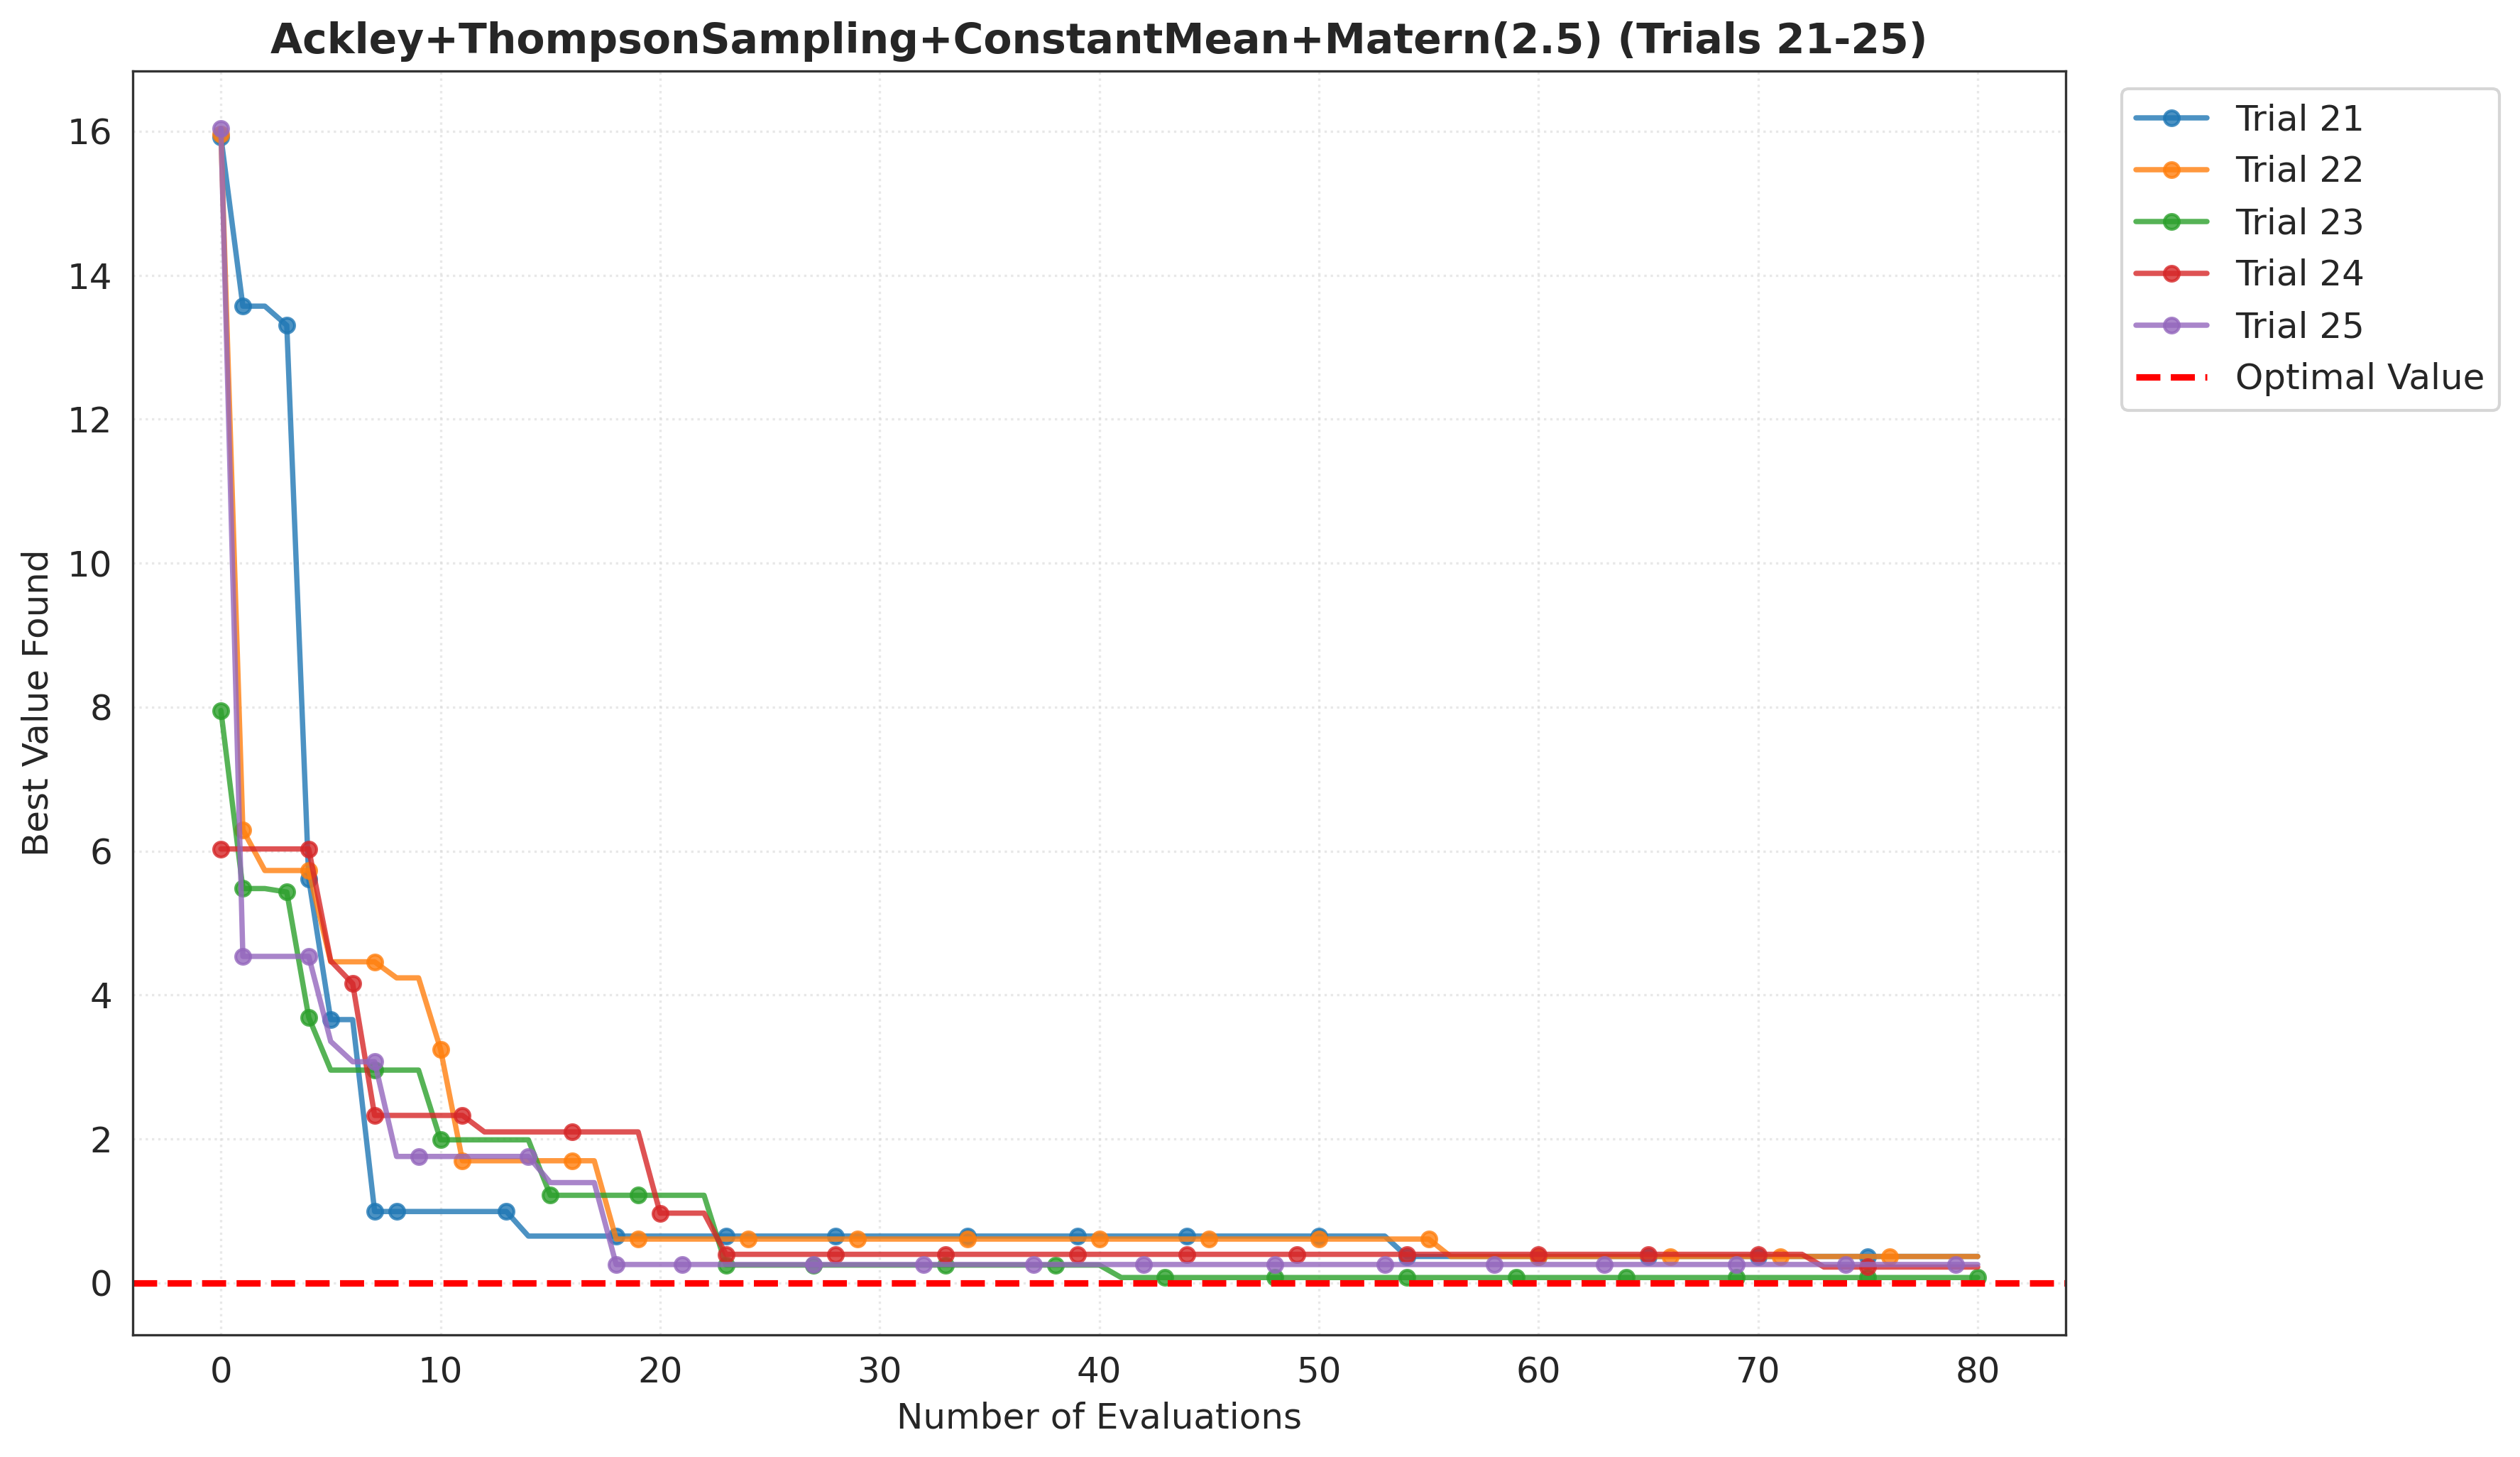 Ackley+ThompsonSampling+ConstantMean+Matern(2.5) (Trials 21-25)
Best Value Found
16
14
12
10
8
6
4
2
0
0 10 20 30 40 50 60 70 80
Number of Evaluations
Trial 21
Trial 22
Trial 23
Trial 24
Trial 25
Optimal Value